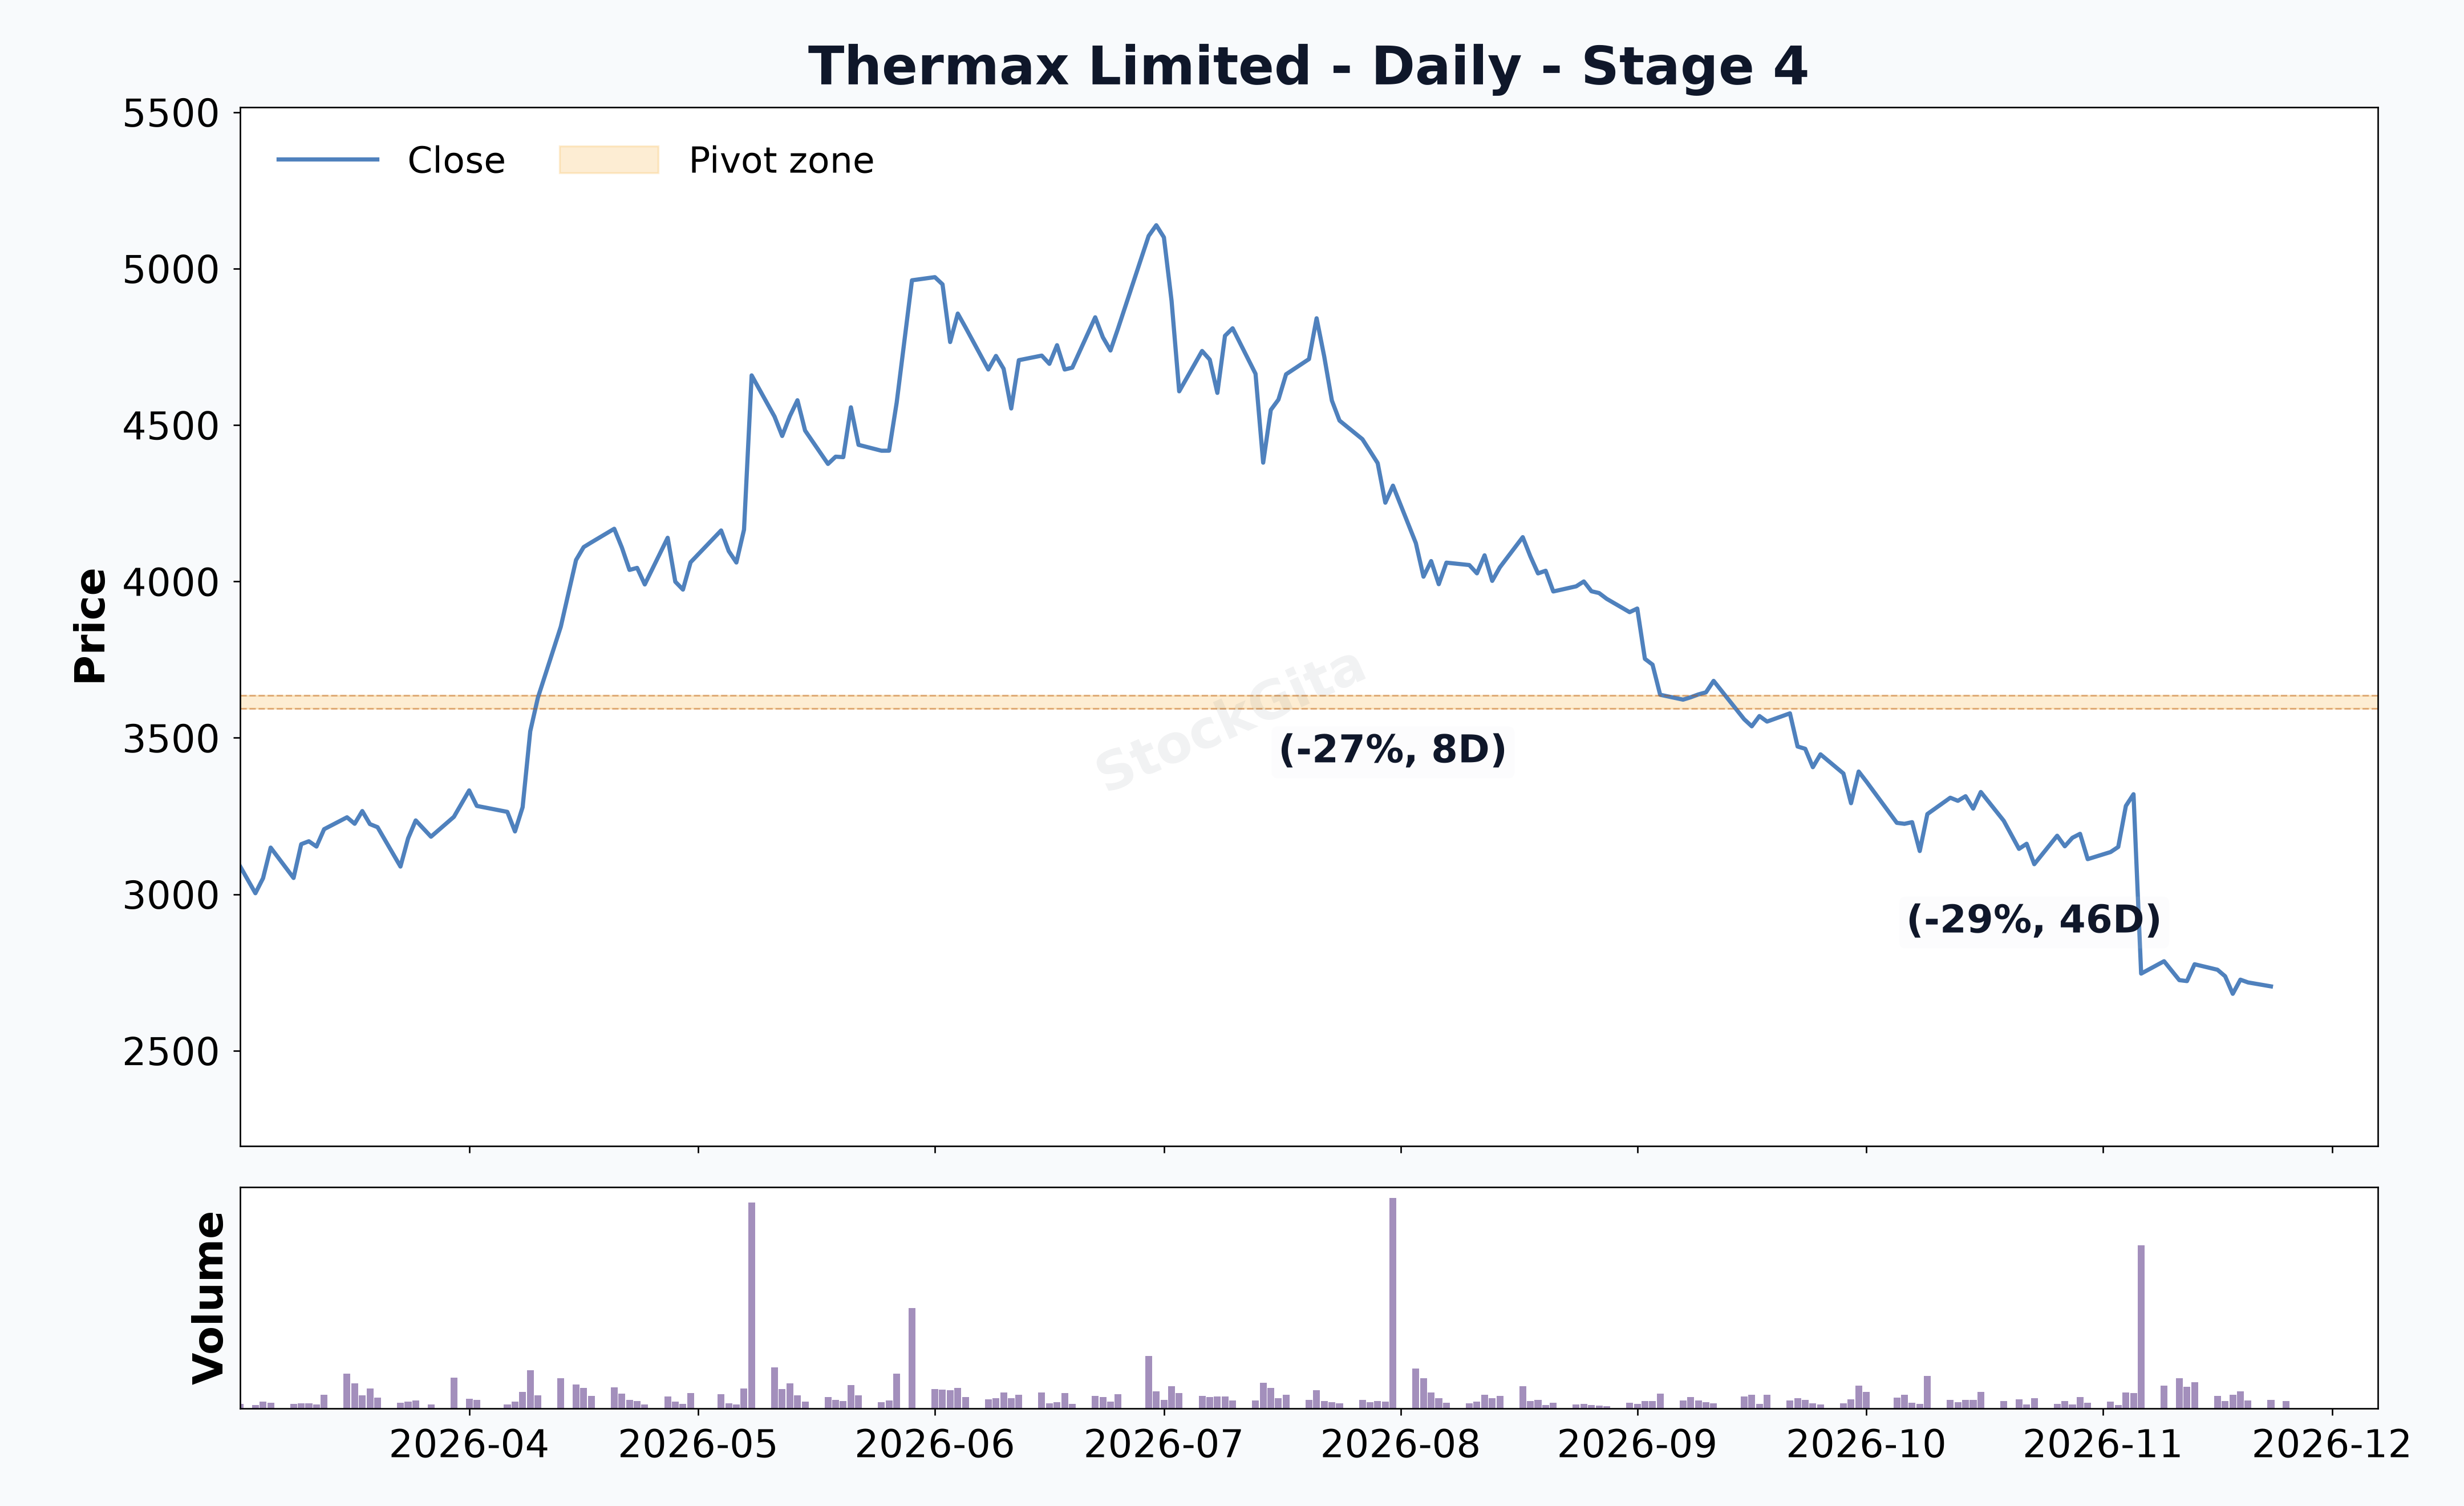 Thermax Limited - Daily - Stage 4
5500
Close
Pivot zone
5000
4500
4000
Price
StockGita
3500
(-27%, 8D)
3000
(-29%, 46D)
2500
Volume
2026-04
2026-05
2026-06
2026-07
2026-08
2026-09
2026-10
2026-11
2026-12